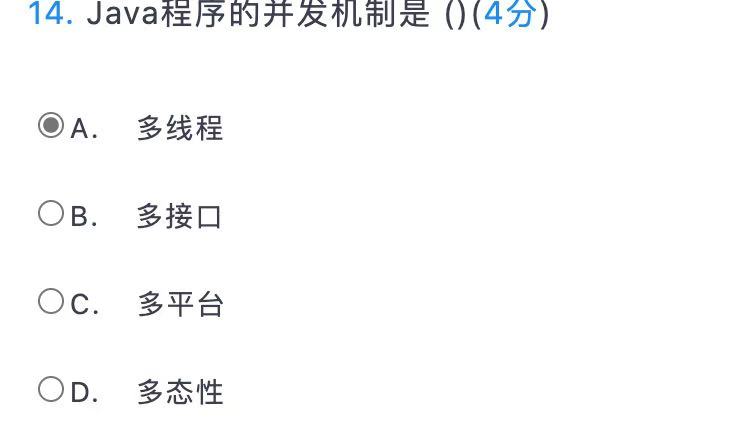 14. Java程序的并发机制是 ()(4分)
A. 多线程
B. 多接口
C. 多平台
D. 多态性